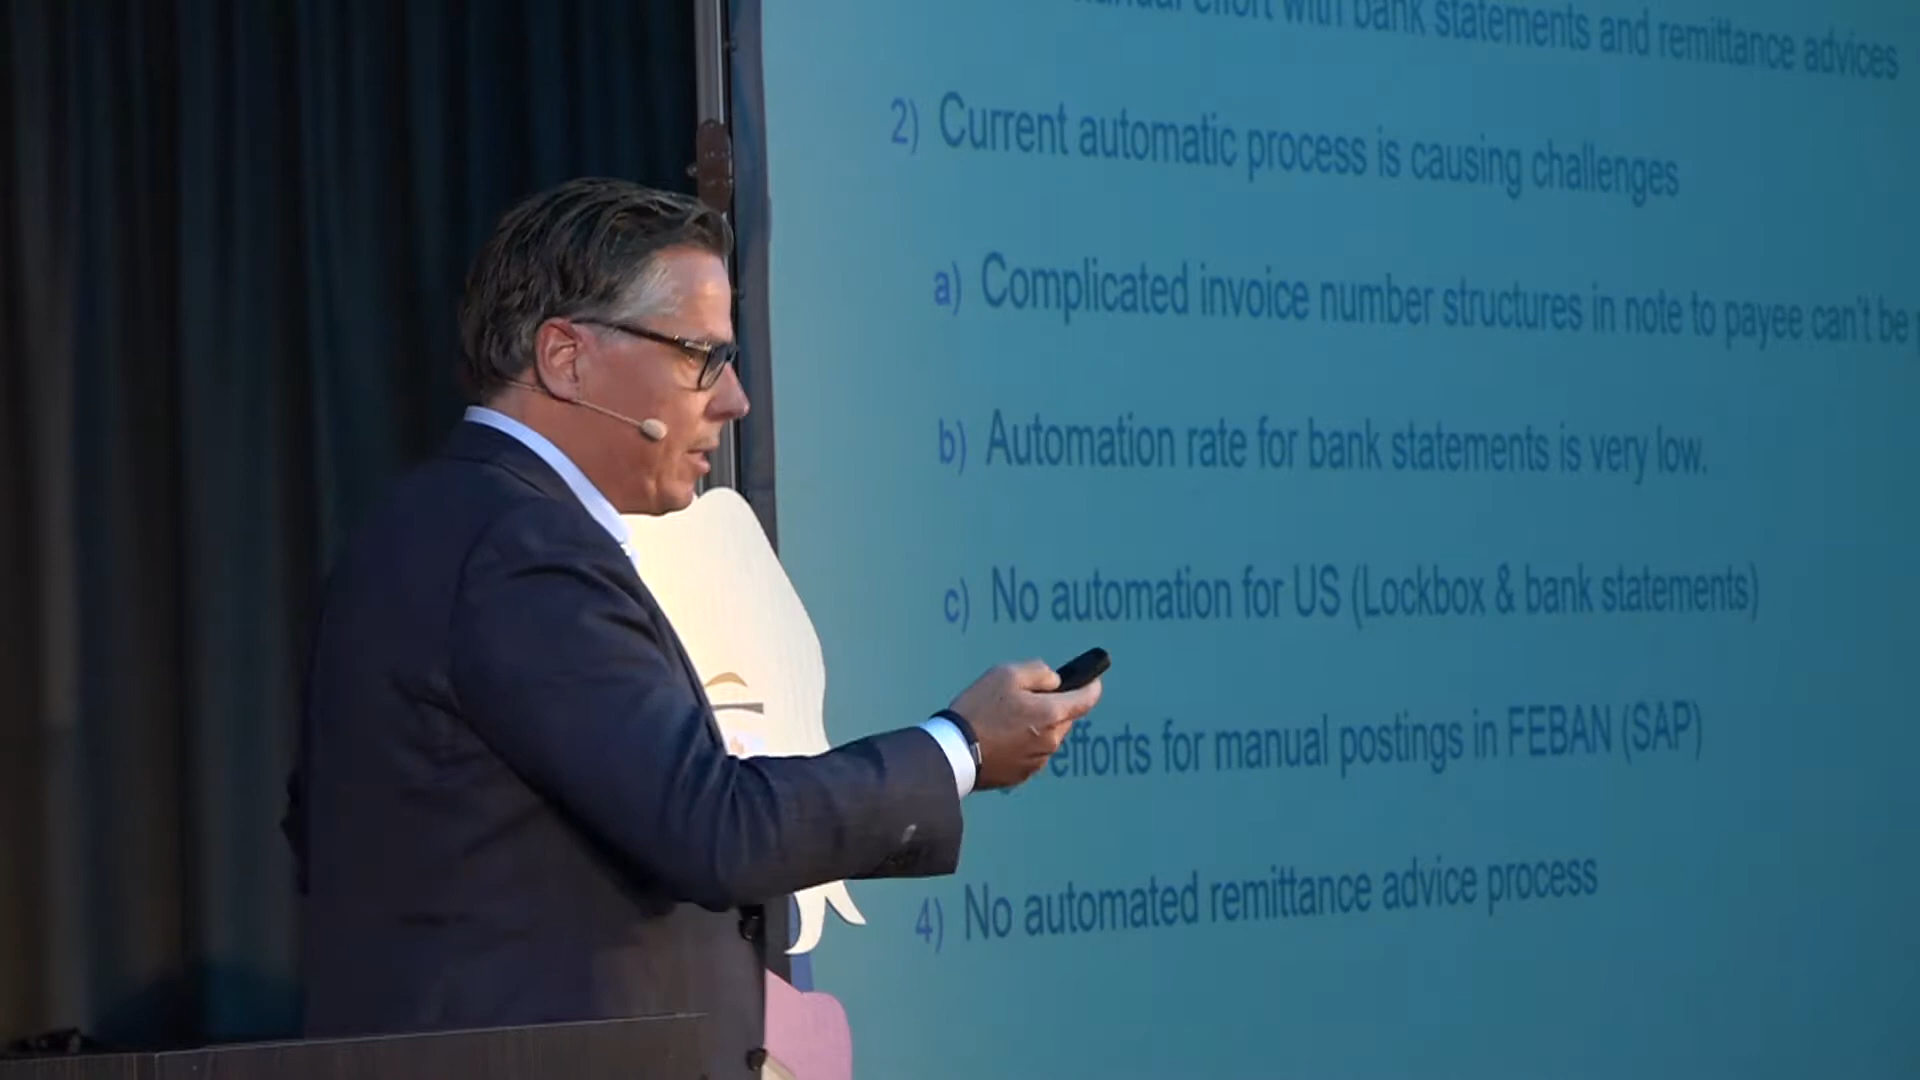 effort with bank statements and remittance advices
2) Current automatic process is causing challenges
a) Complicated invoice number structures in note to payee can't be
b) Automation rate for bank statements is very low.
c) No automation for US (Lockbox & bank statements)
efforts for manual postings in FEBAN (SAP)
4) No automated remittance advice process